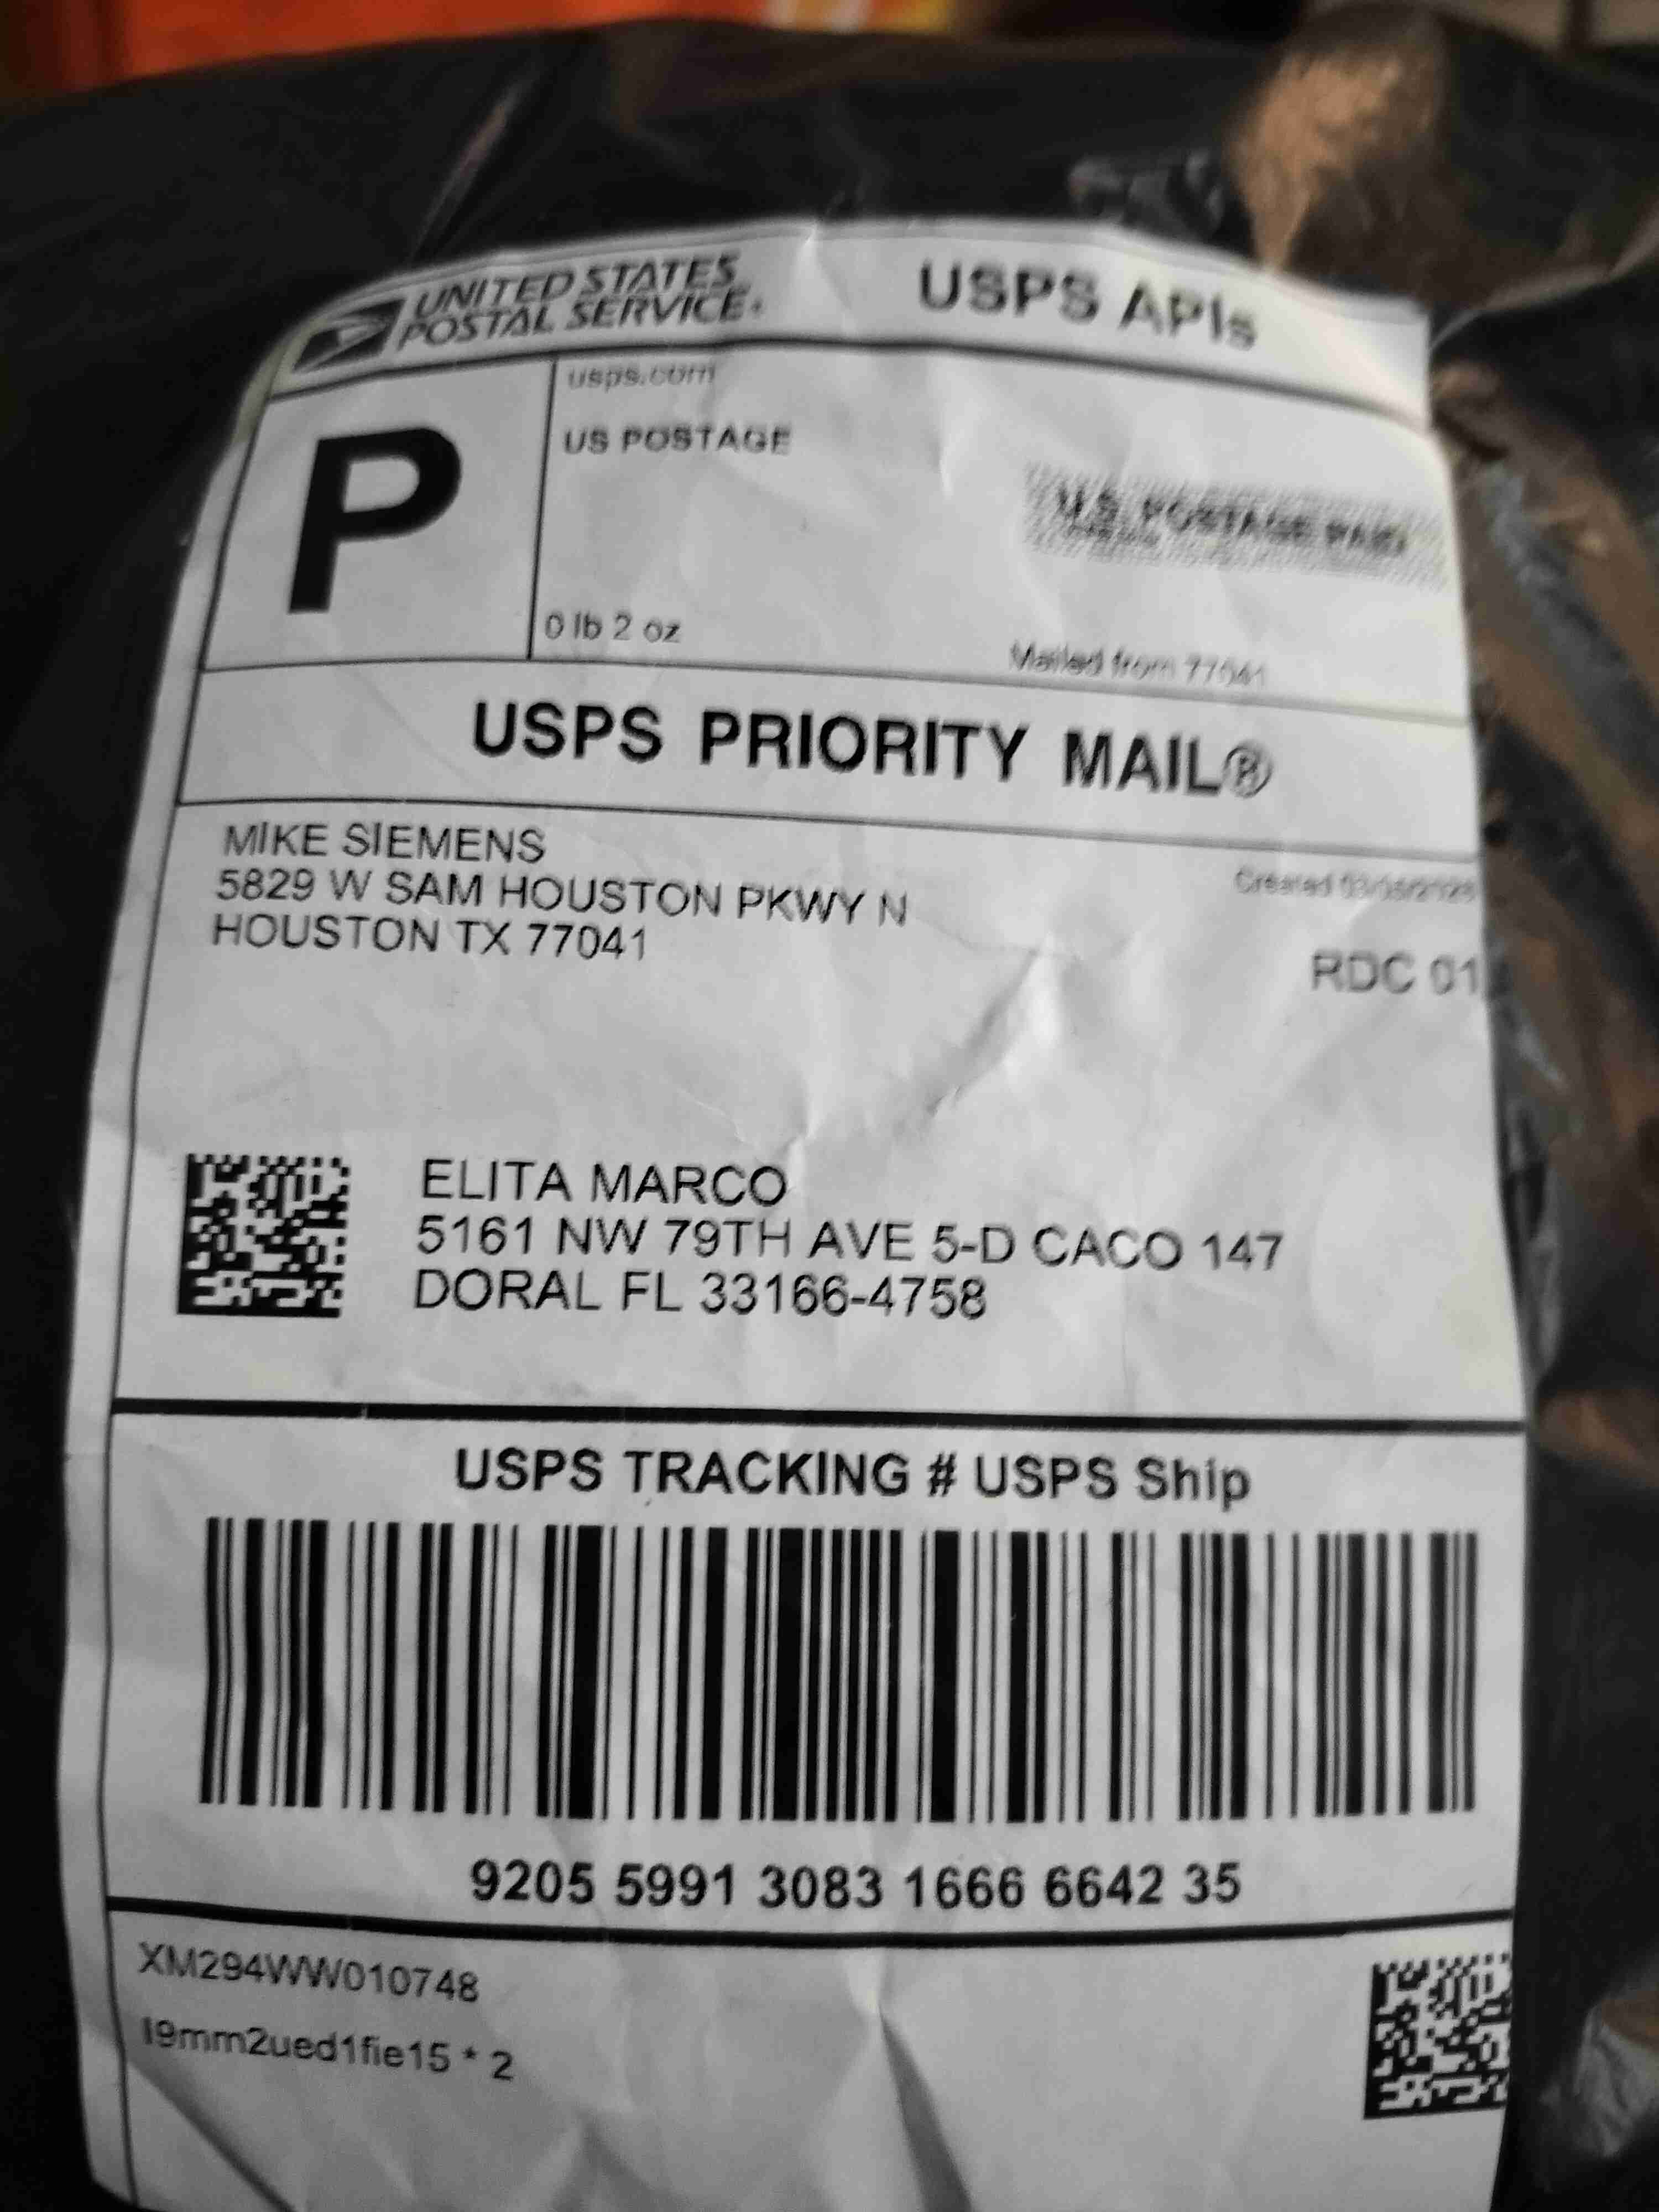 UNITED STATES
POSTAL SERVICE.
USPS APIs
P
usps.com
US POSTAGE
U.S. POSTAGE PAID
0 lb 2 oz
Mailed from 77041
USPS PRIORITY MAIL®
MIKE SIEMENS
5829 W SAM HOUSTON PKWY N
HOUSTON TX 77041
Created
RDC 01
ELITA MARCO
5161 NW 79TH AVE 5-D CACO 147
DORAL FL 33166-4758
USPS TRACKING # USPS Ship
9205 5991 3083 1666 6642 35
XM294WW010748
l9mm2ued1fie15 * 2